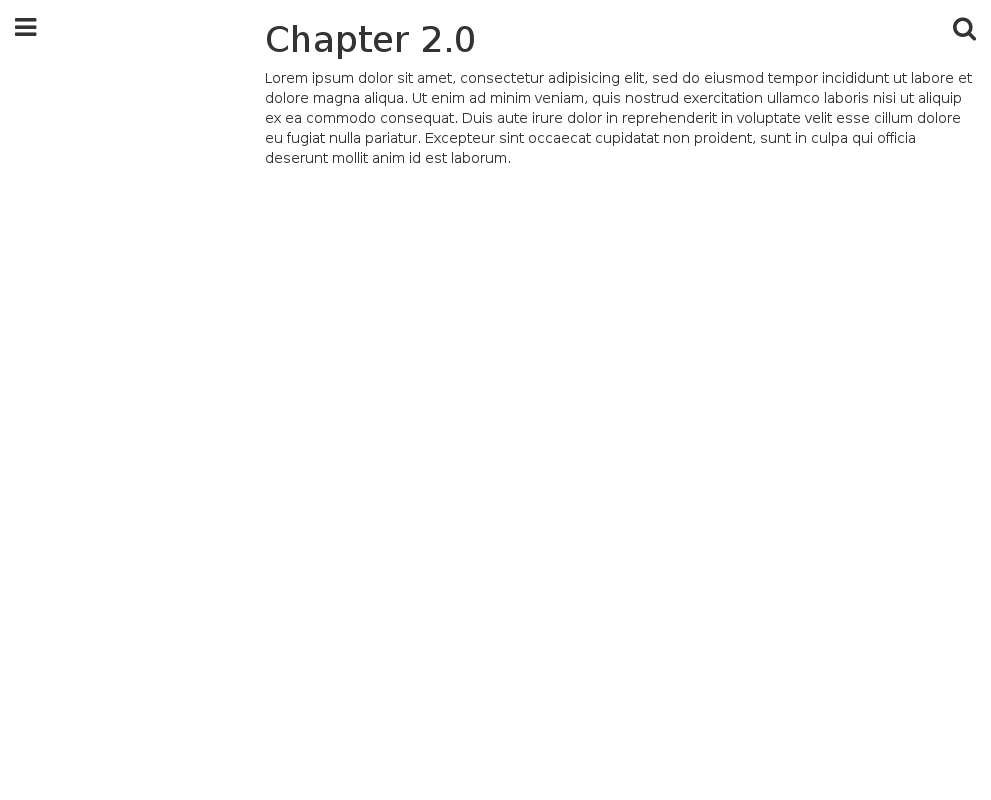 Chapter 2.0
Lorem ipsum dolor sit amet, consectetur adipisicing elit, sed do eiusmod tempor incididunt ut labore et
dolore magna aliqua. Ut enim ad minim veniam, quis nostrud exercitation ullamco laboris nisi ut aliquip
ex ea commodo consequat. Duis aute irure dolor in reprehenderit in voluptate velit esse cillum dolore
eu fugiat nulla pariatur. Excepteur sint occaecat cupidatat non proident, sunt in culpa qui officia
deserunt mollit anim id est laborum.